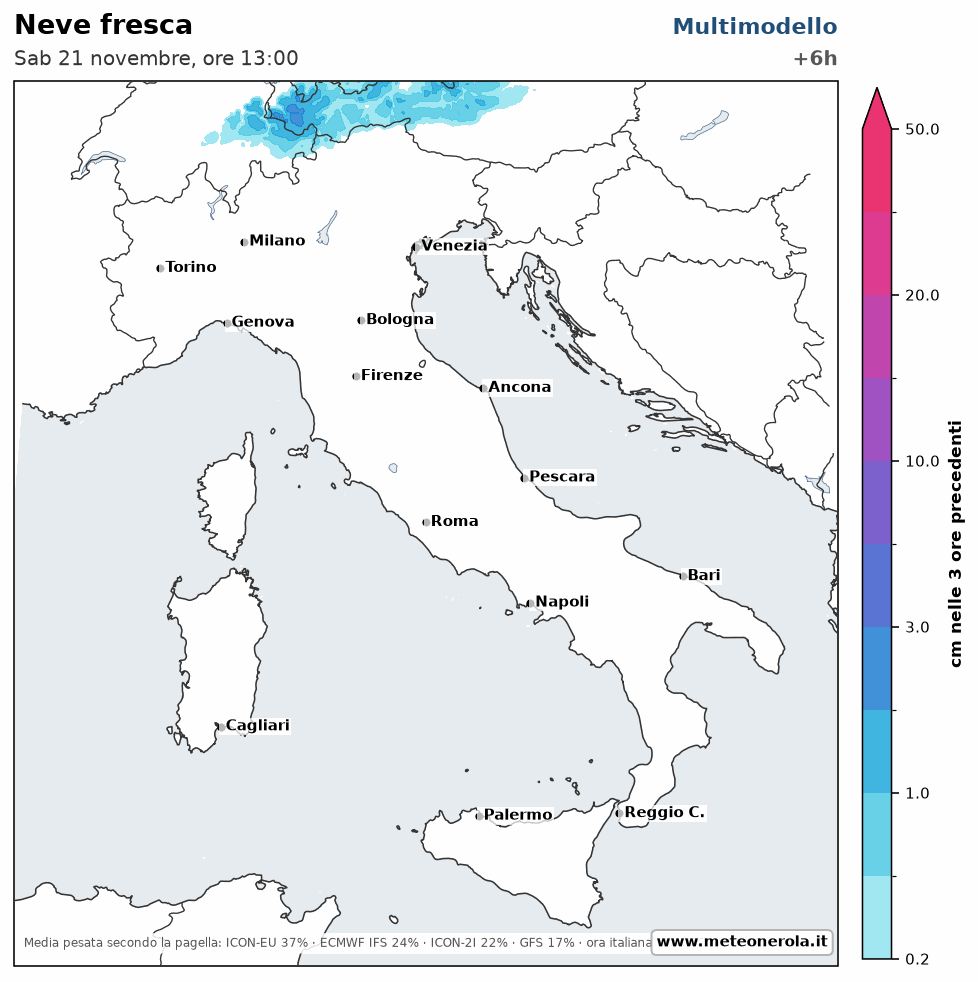 Neve fresca
Multimodello
Sab 21 novembre, ore 13:00
+6h
50.0
20.0
10.0
3.0
1.0
0.2
cm nelle 3 ore precedenti
Milano
Venezia
Torino
Genova
Bologna
Firenze
Ancona
Pescara
Roma
Bari
Napoli
Cagliari
Palermo
Reggio C.
Media pesata secondo la pagella: ICON-EU 37% · ECMWF IFS 24% · ICON-2I 22% · GFS 17% · ora italiana
www.meteonerola.it